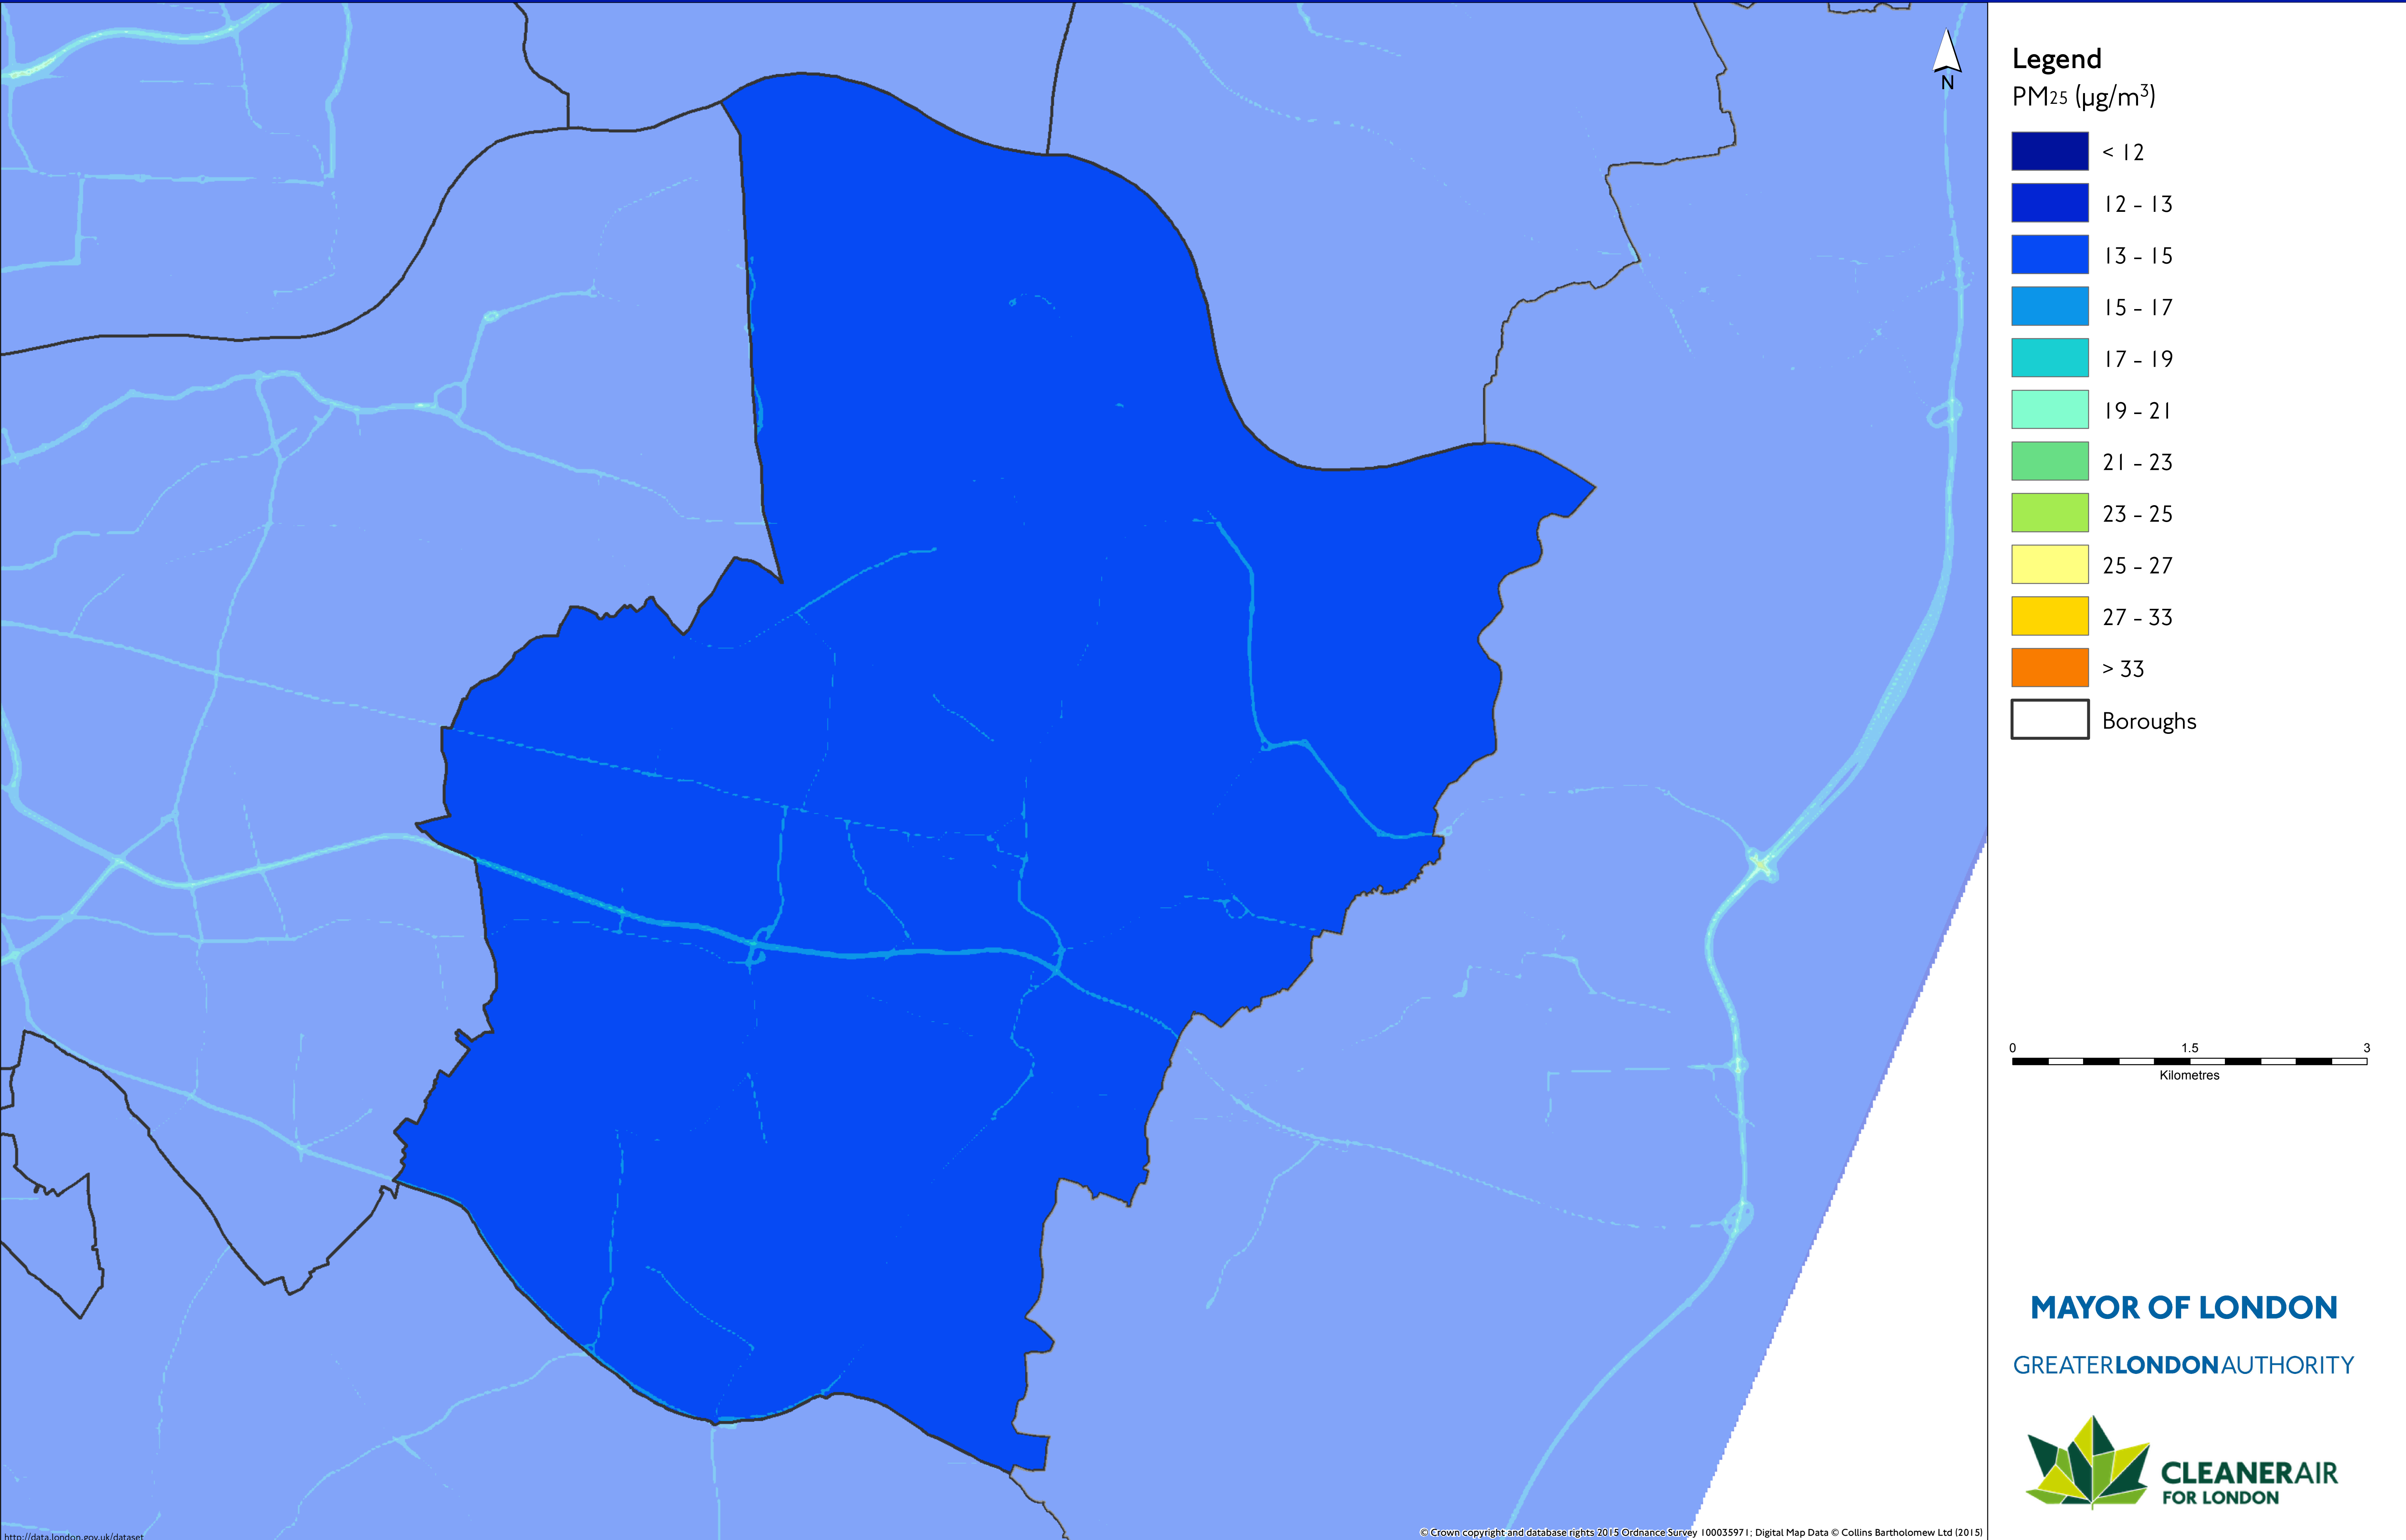 N
Legend
PM25 (µg/m3)
< 12
12 - 13
13 - 15
15 - 17
17 - 19
19 - 21
21 - 23
23 - 25
25 - 27
27 - 33
> 33
Boroughs
0 1.5 3
Kilometres
MAYOR OF LONDON
GREATERLONDONAUTHORITY
CLEANERAIR
FOR LONDON
http://data.london.gov.uk/dataset
© Crown copyright and database rights 2015 Ordnance Survey 100035971; Digital Map Data © Collins Bartholomew Ltd (2015)